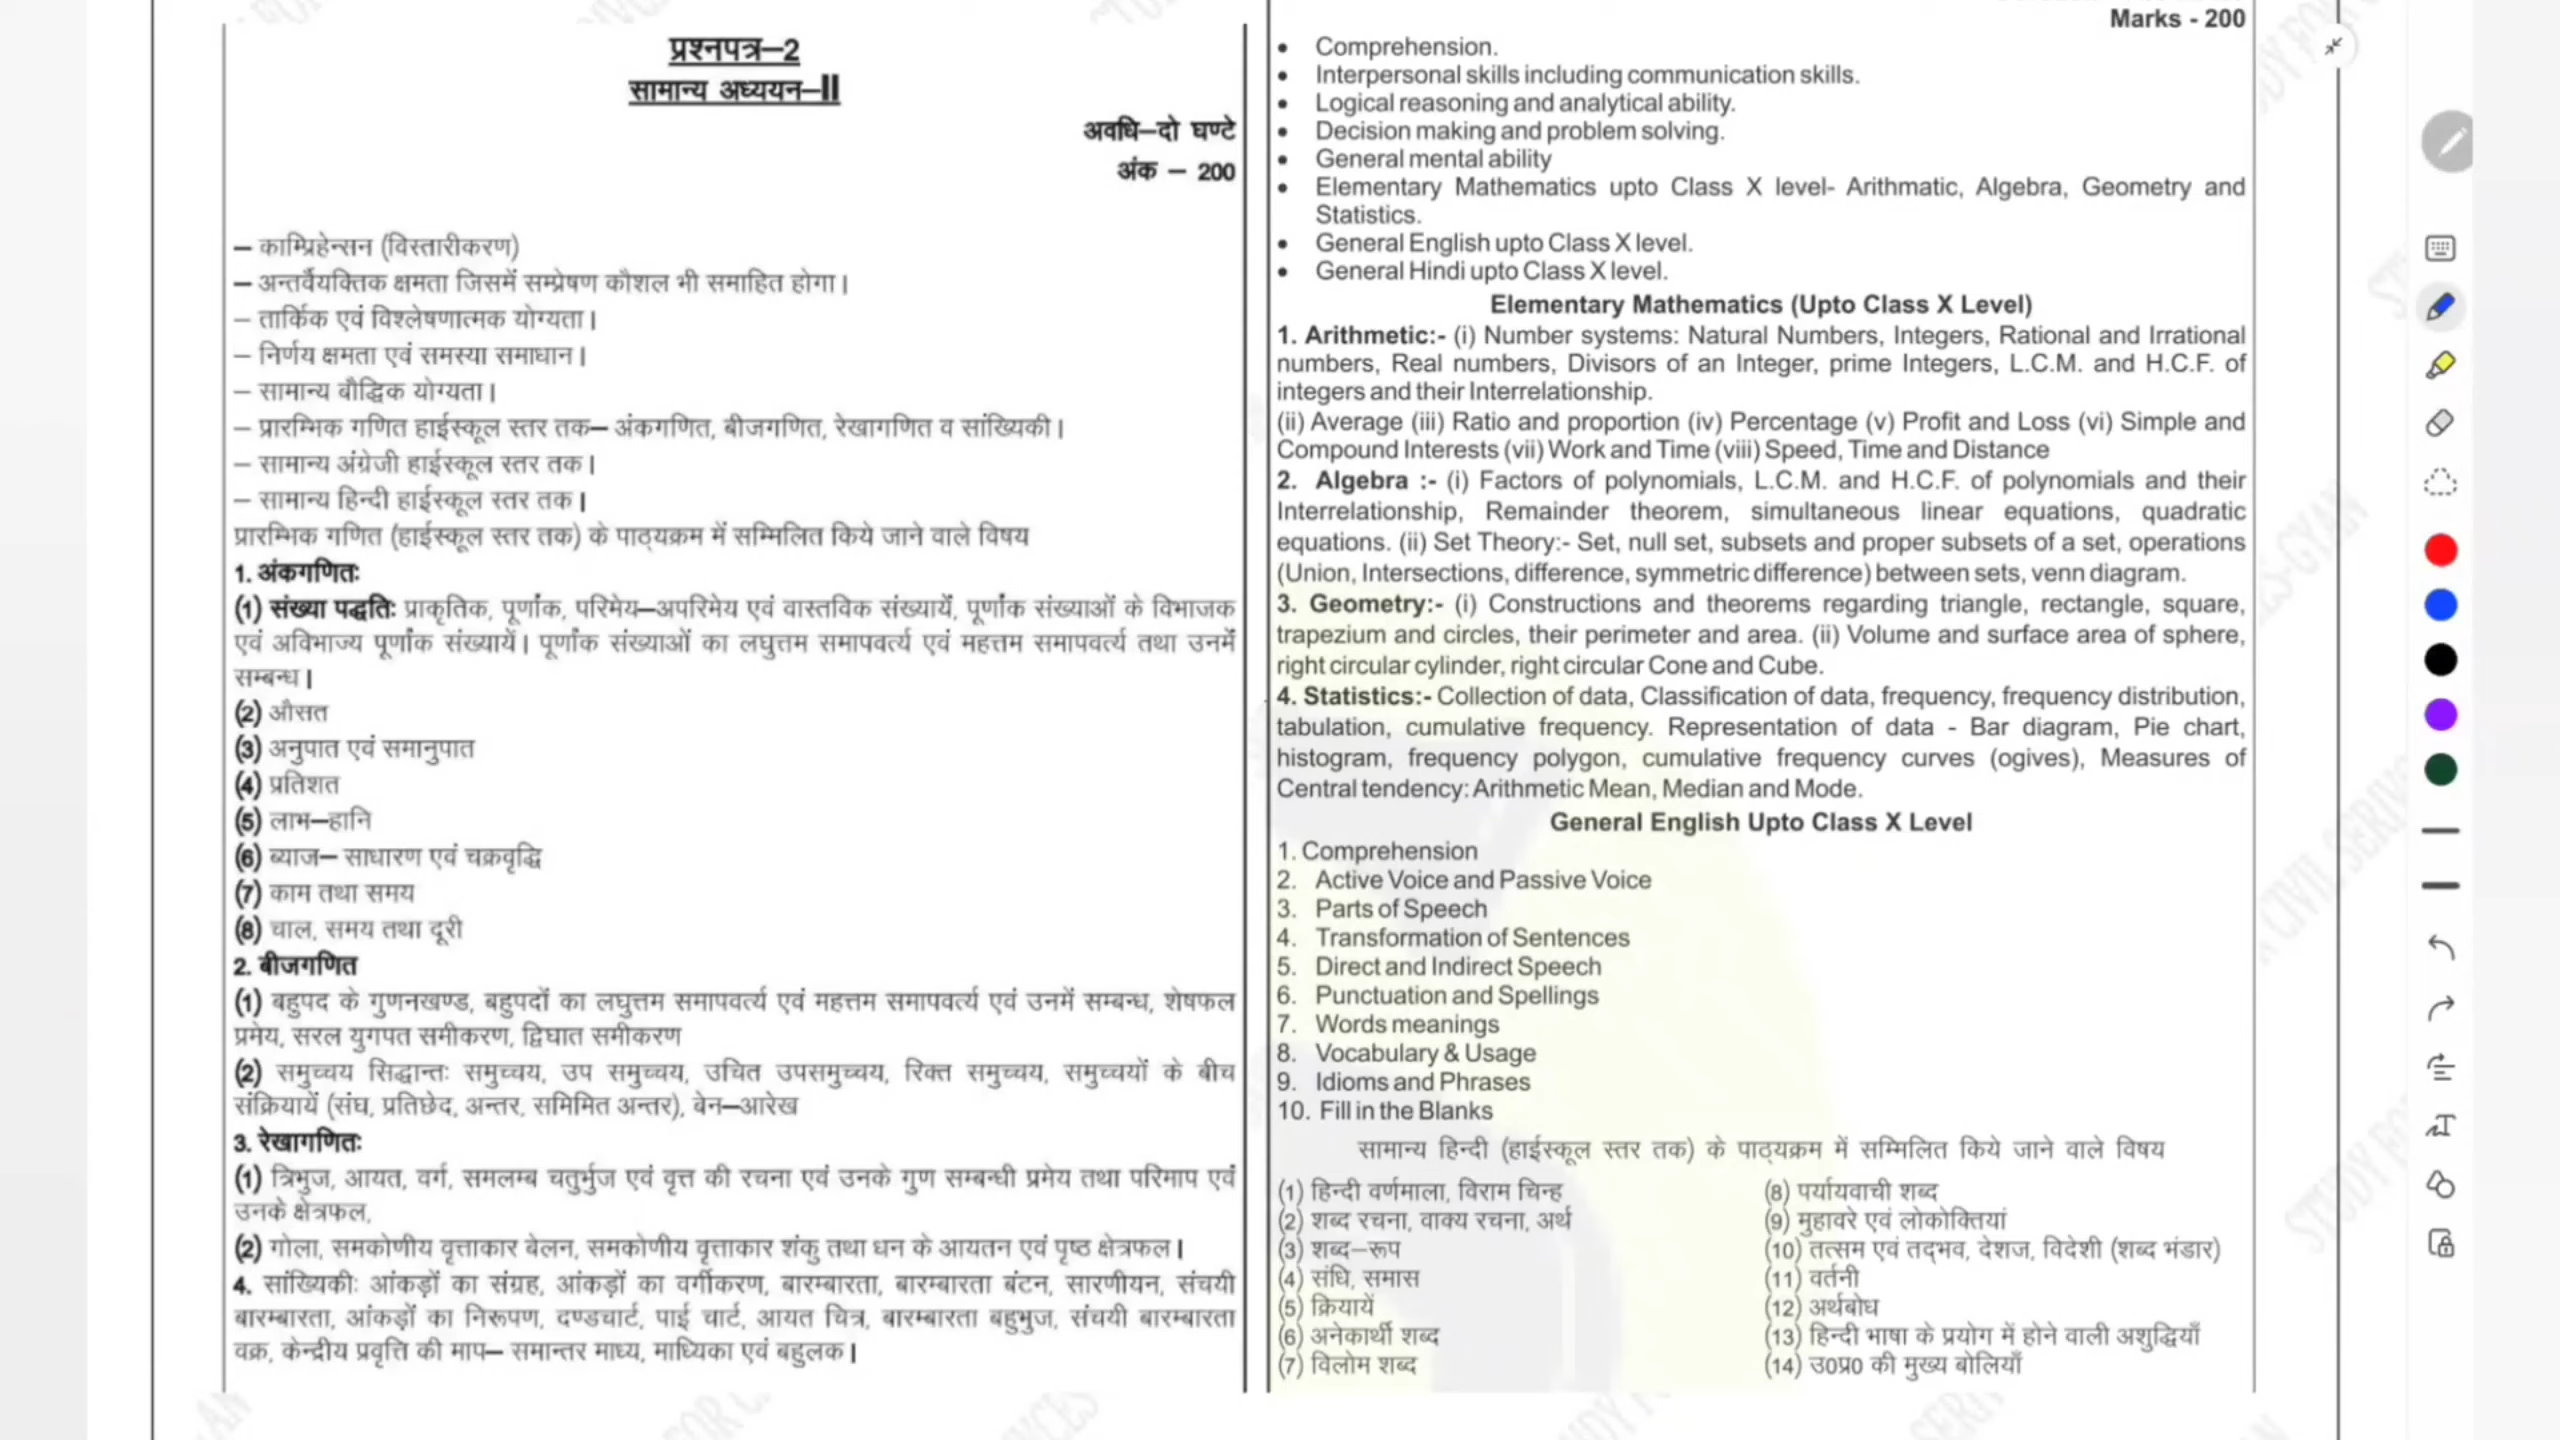 प्रश्नपत्र–2
सामान्य अध्ययन–II
अवधि–दो घण्टे
अंक – 200
– काम्प्रिहेन्सन (विस्तारीकरण)
– अन्तर्वैयक्तिक क्षमता जिसमें सम्प्रेषण कौशल भी समाहित होगा।
– तार्किक एवं विश्लेषणात्मक योग्यता।
– निर्णय क्षमता एवं समस्या समाधान।
– सामान्य बौद्धिक योग्यता।
– प्रारम्भिक गणित हाईस्कूल स्तर तक– अंकगणित, बीजगणित, रेखागणित व सांख्यिकी।
– सामान्य अंग्रेजी हाईस्कूल स्तर तक।
– सामान्य हिन्दी हाईस्कूल स्तर तक।
प्रारम्भिक गणित (हाईस्कूल स्तर तक) के पाठ्यक्रम में सम्मिलित किये जाने वाले विषय
1. अंकगणितः
(1) संख्या पद्धतिः प्राकृतिक, पूर्णांक, परिमेय–अपरिमेय एवं वास्तविक संख्यायें, पूर्णांक संख्याओं के विभाजक
एवं अविभाज्य पूर्णांक संख्यायें। पूर्णांक संख्याओं का लघुत्तम समापवर्त्य एवं महत्तम समापवर्त्य तथा उनमें
सम्बन्ध।
(2) औसत
(3) अनुपात एवं समानुपात
(4) प्रतिशत
(5) लाभ–हानि
(6) ब्याज– साधारण एवं चक्रवृद्धि
(7) काम तथा समय
(8) चाल, समय तथा दूरी
2. बीजगणित
(1) बहुपद के गुणनखण्ड, बहुपदों का लघुत्तम समापवर्त्य एवं महत्तम समापवर्त्य एवं उनमें सम्बन्ध, शेषफल
प्रमेय, सरल युगपत समीकरण, द्विघात समीकरण
(2) समुच्चय सिद्धान्तः समुच्चय, उप समुच्चय, उचित उपसमुच्चय, रिक्त समुच्चय, समुच्चयों के बीच
संक्रियायें (संघ, प्रतिछेद, अन्तर, समिमित अन्तर), बेन–आरेख
3. रेखागणितः
(1) त्रिभुज, आयत, वर्ग, समलम्ब चतुर्भुज एवं वृत्त की रचना एवं उनके गुण सम्बन्धी प्रमेय तथा परिमाप एवं
उनके क्षेत्रफल,
(2) गोला, समकोणीय वृत्ताकार बेलन, समकोणीय वृत्ताकार शंकु तथा धन के आयतन एवं पृष्ठ क्षेत्रफल।
4. सांख्यिकीः आंकड़ों का संग्रह, आंकड़ों का वर्गीकरण, बारम्बारता, बारम्बारता बंटन, सारणीयन, संचयी
बारम्बारता, आंकड़ों का निरूपण, दण्डचार्ट, पाई चार्ट, आयत चित्र, बारम्बारता बहुभुज, संचयी बारम्बारता
वक्र, केन्द्रीय प्रवृत्ति की माप– समान्तर माध्य, माध्यिका एवं बहुलक।
Marks - 200
• Comprehension.
• Interpersonal skills including communication skills.
• Logical reasoning and analytical ability.
• Decision making and problem solving.
• General mental ability
• Elementary Mathematics upto Class X level- Arithmatic, Algebra, Geometry and
Statistics.
• General English upto Class X level.
• General Hindi upto Class X level.
Elementary Mathematics (Upto Class X Level)
1. Arithmetic:- (i) Number systems: Natural Numbers, Integers, Rational and Irrational
numbers, Real numbers, Divisors of an Integer, prime Integers, L.C.M. and H.C.F. of
integers and their Interrelationship.
(ii) Average (iii) Ratio and proportion (iv) Percentage (v) Profit and Loss (vi) Simple and
Compound Interests (vii) Work and Time (viii) Speed, Time and Distance
2. Algebra :- (i) Factors of polynomials, L.C.M. and H.C.F. of polynomials and their
Interrelationship, Remainder theorem, simultaneous linear equations, quadratic
equations. (ii) Set Theory:- Set, null set, subsets and proper subsets of a set, operations
(Union, Intersections, difference, symmetric difference) between sets, venn diagram.
3. Geometry:- (i) Constructions and theorems regarding triangle, rectangle, square,
trapezium and circles, their perimeter and area. (ii) Volume and surface area of sphere,
right circular cylinder, right circular Cone and Cube.
4. Statistics:- Collection of data, Classification of data, frequency, frequency distribution,
tabulation, cumulative frequency. Representation of data - Bar diagram, Pie chart,
histogram, frequency polygon, cumulative frequency curves (ogives), Measures of
Central tendency: Arithmetic Mean, Median and Mode.
General English Upto Class X Level
1. Comprehension
2. Active Voice and Passive Voice
3. Parts of Speech
4. Transformation of Sentences
5. Direct and Indirect Speech
6. Punctuation and Spellings
7. Words meanings
8. Vocabulary & Usage
9. Idioms and Phrases
10. Fill in the Blanks
सामान्य हिन्दी (हाईस्कूल स्तर तक) के पाठ्यक्रम में सम्मिलित किये जाने वाले विषय
(1) हिन्दी वर्णमाला, विराम चिन्ह
(2) शब्द रचना, वाक्य रचना, अर्थ
(3) शब्द–रूप
(4) संधि, समास
(5) क्रियायें
(6) अनेकार्थी शब्द
(7) विलोम शब्द
(8) पर्यायवाची शब्द
(9) मुहावरे एवं लोकोक्तियां
(10) तत्सम एवं तद्भव, देशज, विदेशी (शब्द भंडार)
(11) वर्तनी
(12) अर्थबोध
(13) हिन्दी भाषा के प्रयोग में होने वाली अशुद्धियाँ
(14) उ0प्र0 की मुख्य बोलियाँ